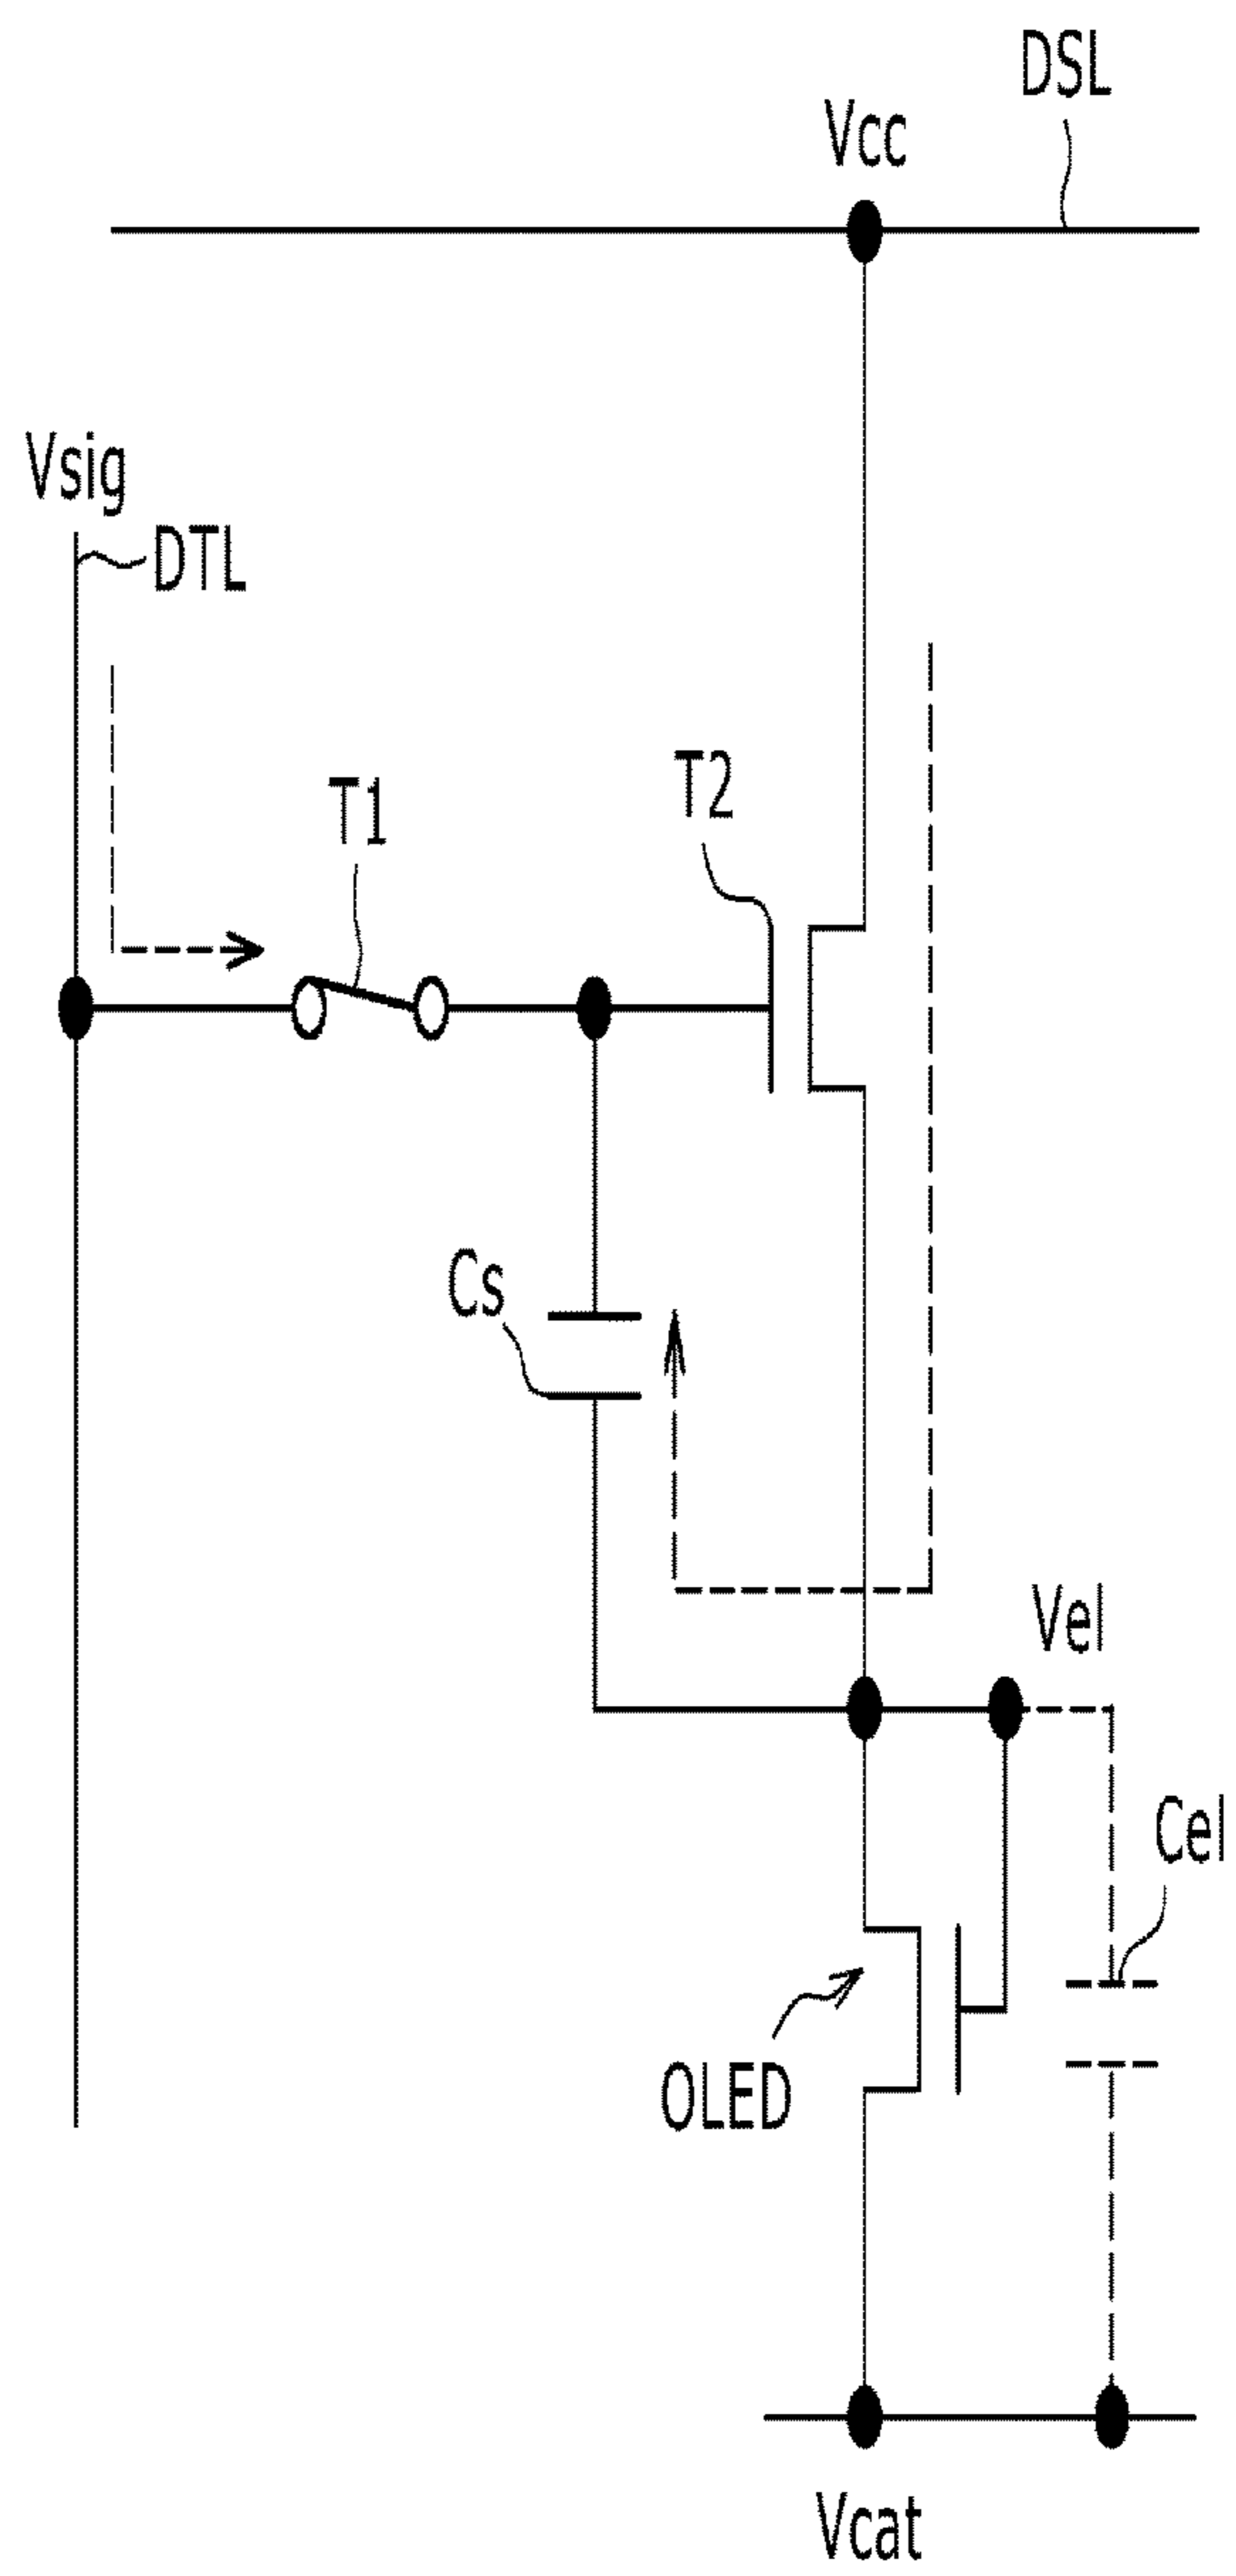 DSL
Vcc
Vsig
DTL
T1
T2
Cs
Vel
Cel
OLED
Vcat